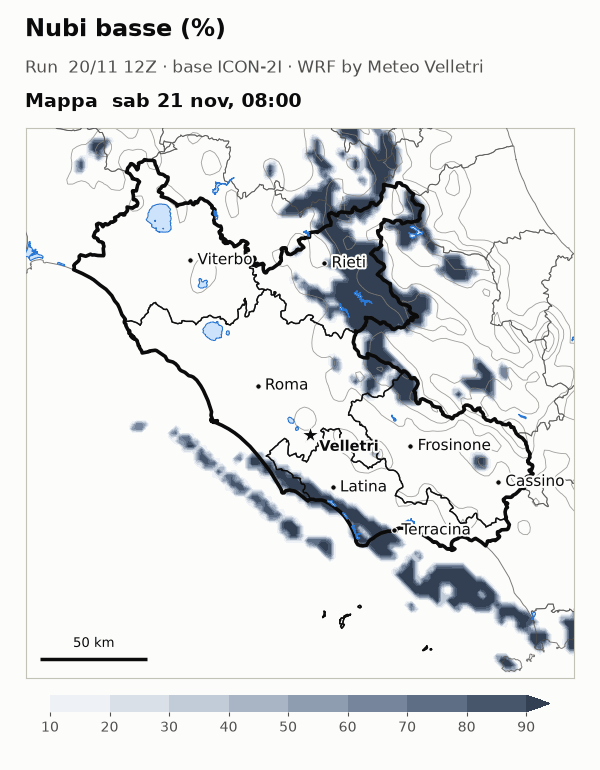 Nubi basse (%)
Run  20/11 12Z · base ICON-2I · WRF by Meteo Velletri
Mappa  sab 21 nov, 08:00
Viterbo
Rieti
Roma
Velletri
Frosinone
Latina
Cassino
Terracina
50 km
10 20 30 40 50 60 70 80 90